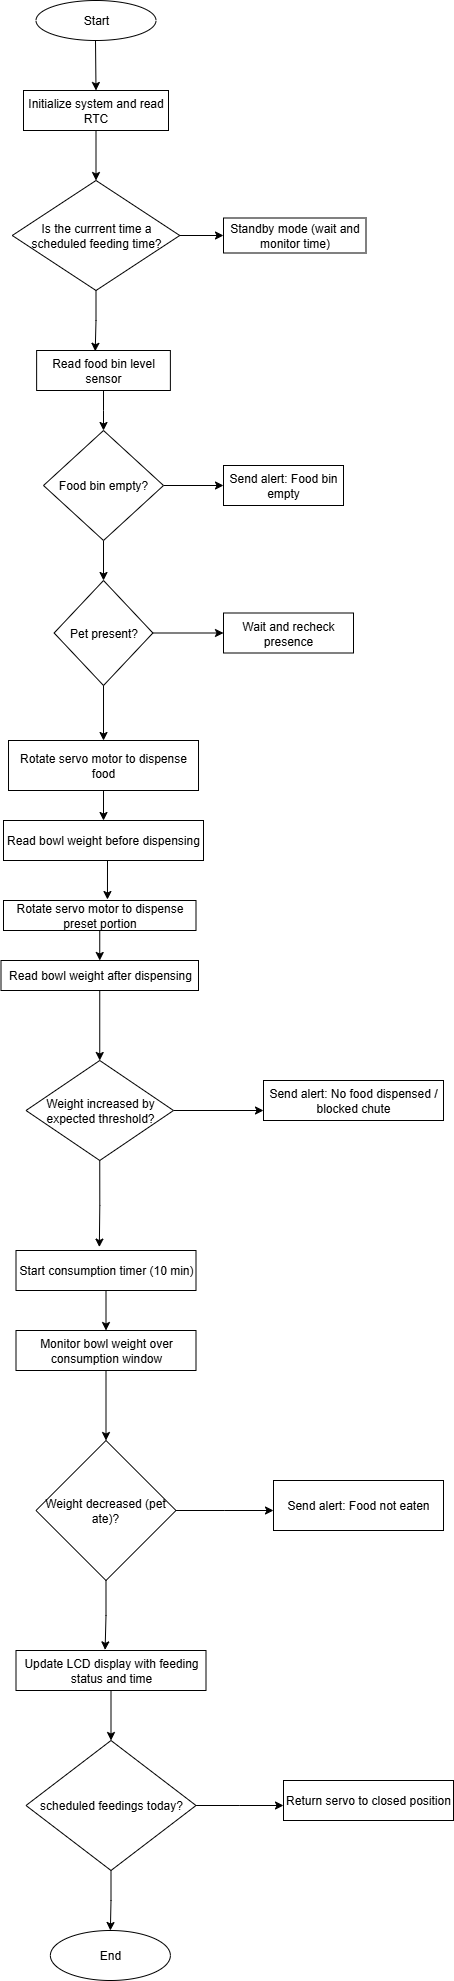 Start
Initialize system and read
RTC
Is the currrent time a
scheduled feeding time?
Standby mode (wait and
monitor time)
Read food bin level
sensor
Food bin empty?
Send alert: Food bin
empty
Pet present?
Wait and recheck
presence
Rotate servo motor to dispense
food
Read bowl weight before dispensing
Rotate servo motor to dispense
preset portion
Read bowl weight after dispensing
Weight increased by
expected threshold?
Send alert: No food dispensed /
blocked chute
Start consumption timer (10 min)
Monitor bowl weight over
consumption window
Weight decreased (pet
ate)?
Send alert: Food not eaten
Update LCD display with feeding
status and time
scheduled feedings today?
Return servo to closed position
End